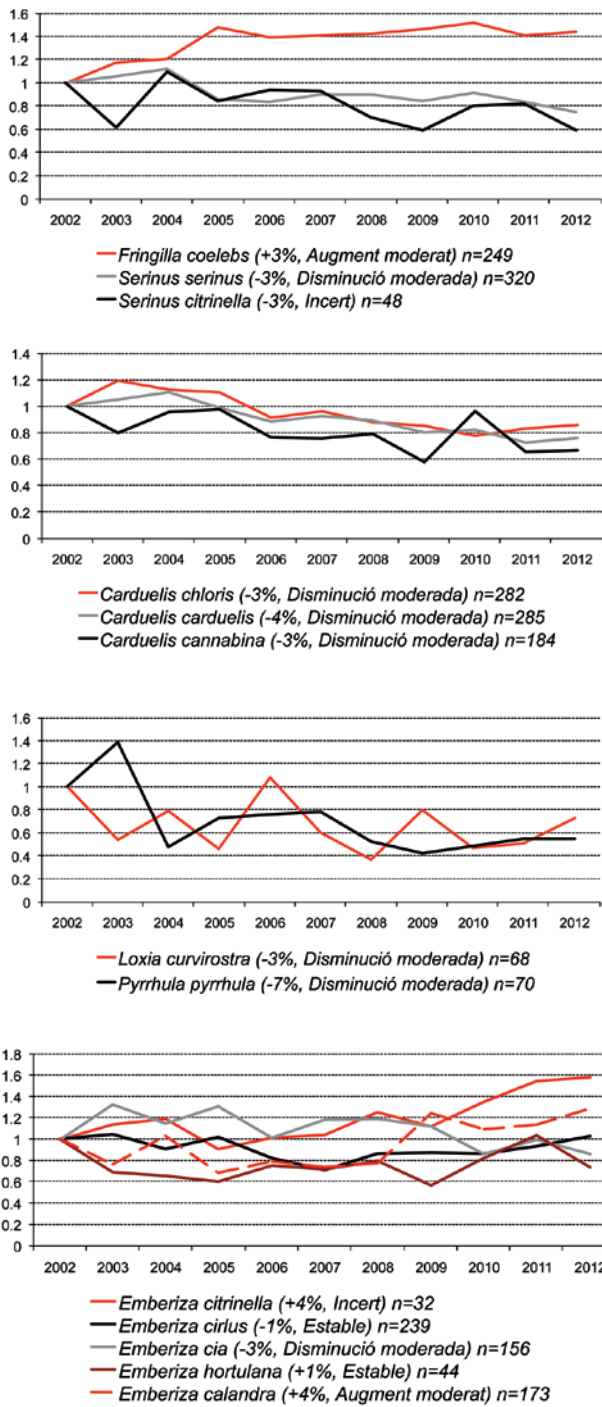 1.6
1.4
1.2
1
0.8
0.6
0.4
0.2
0
2002 2003 2004 2005 2006 2007 2008 2009 2010 2011 2012
Fringilla coelebs (+3%, Augment moderat) n=249
Serinus serinus (-3%, Disminució moderada) n=320
Serinus citrinella (-3%, Incert) n=48
1.4
1.2
1
0.8
0.6
0.4
0.2
0
2002 2003 2004 2005 2006 2007 2008 2009 2010 2011 2012
Carduelis chloris (-3%, Disminució moderada) n=282
Carduelis carduelis (-4%, Disminució moderada) n=285
Carduelis cannabina (-3%, Disminució moderada) n=184
1.6
1.4
1.2
1
0.8
0.6
0.4
0.2
0
2002 2003 2004 2005 2006 2007 2008 2009 2010 2011 2012
Loxia curvirostra (-3%, Disminució moderada) n=68
Pyrrhula pyrrhula (-7%, Disminució moderada) n=70
1.8
1.6
1.4
1.2
1
0.8
0.6
0.4
0.2
0
2002 2003 2004 2005 2006 2007 2008 2009 2010 2011 2012
Emberiza citrinella (+4%, Incert) n=32
Emberiza cirlus (-1%, Estable) n=239
Emberiza cia (-3%, Disminució moderada) n=156
Emberiza hortulana (+1%, Estable) n=44
Emberiza calandra (+4%, Augment moderat) n=173